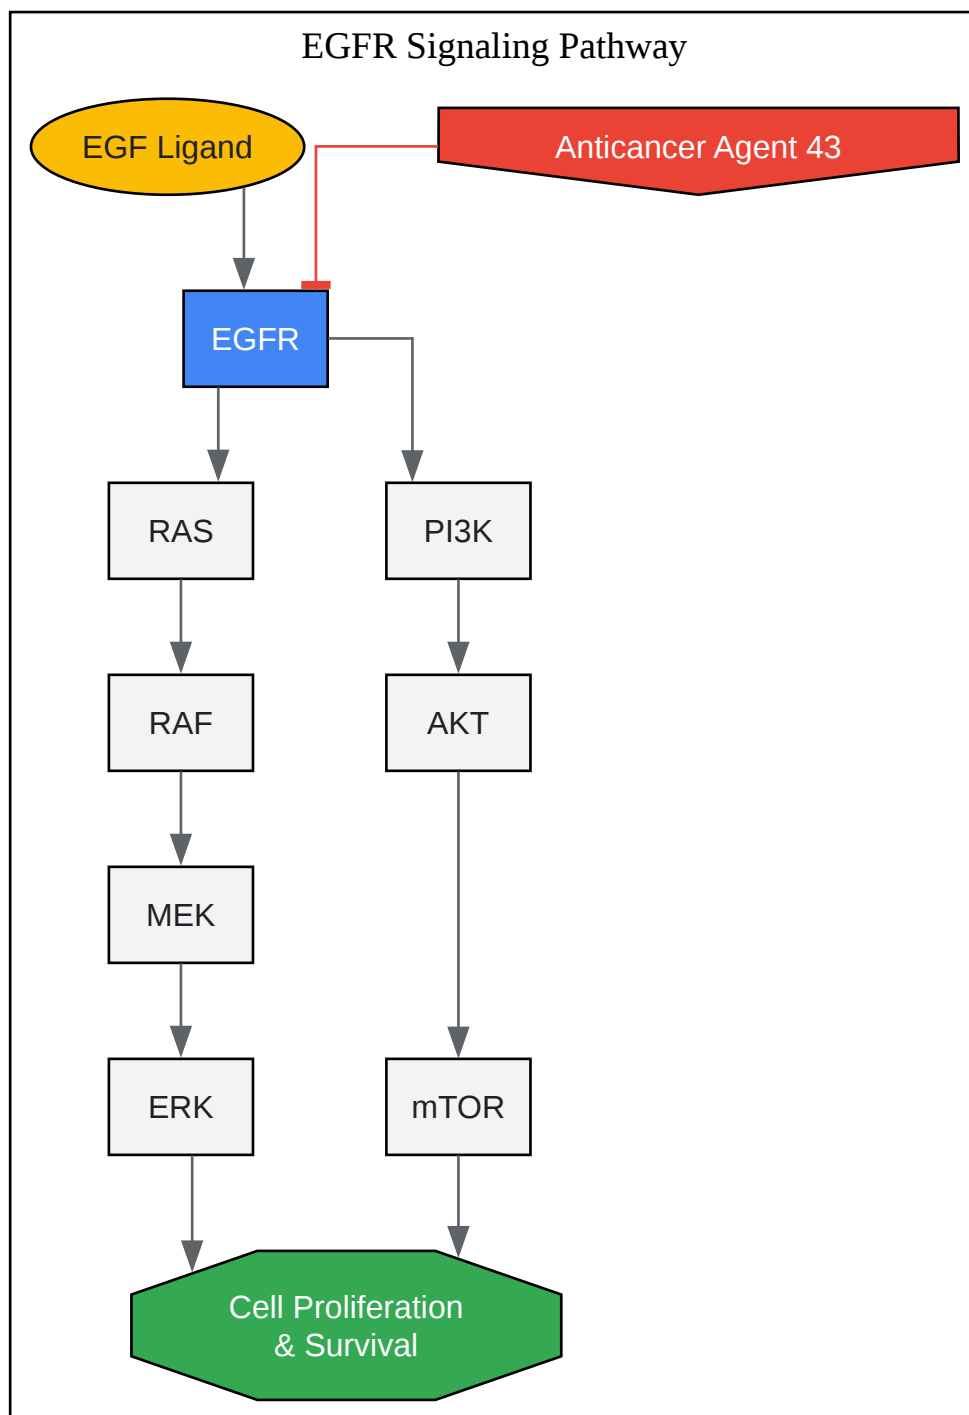 EGFR Signaling Pathway
EGF Ligand
Anticancer Agent 43
EGFR
RAS
PI3K
RAF
AKT
MEK
ERK
mTOR
Cell Proliferation
& Survival